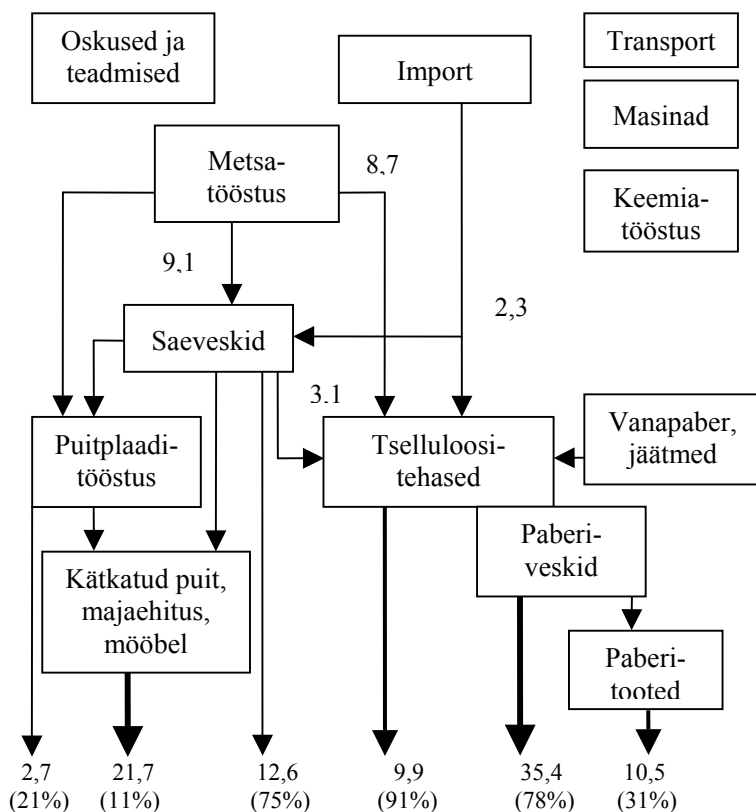 Oskused ja
teadmised
Import
Transport
Masinad
Metsa-
tööstus
8,7
Keemia-
tööstus
9,1
2,3
Saeveskid
3,1
Puitplaadi-
tööstus
Tselluloosi-
tehased
Vanapaber,
jäätmed
Paberi-
veskid
Kätkatud puit,
majaehitus,
mööbel
Paberi-
tooted
2,7
(21%)
21,7
(11%)
12,6
(75%)
9,9
(91%)
35,4
(78%)
10,5
(31%)